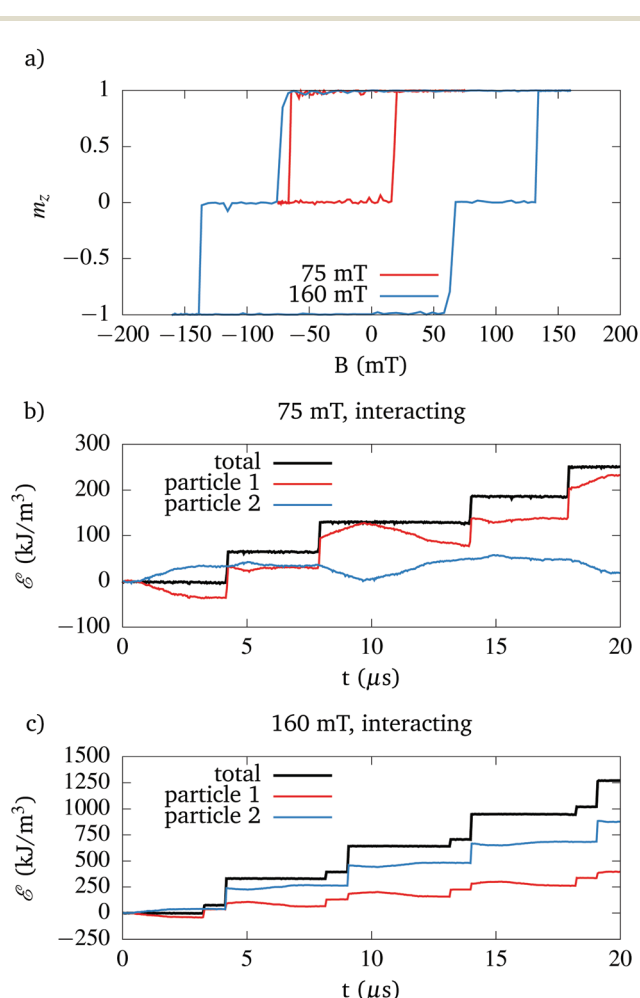 a)
1
0.5
0
−0.5
−1
m_z
75 mT
160 mT
−200 −150 −100 −50 0 50 100 150 200
B (mT)
b) 75 mT, interacting
300
200
100
0
−100
ℰ (kJ/m³)
total
particle 1
particle 2
0 5 10 15 20
t (μs)
c) 160 mT, interacting
1500
1250
1000
750
500
250
0
−250
ℰ (kJ/m³)
total
particle 1
particle 2
0 5 10 15 20
t (μs)